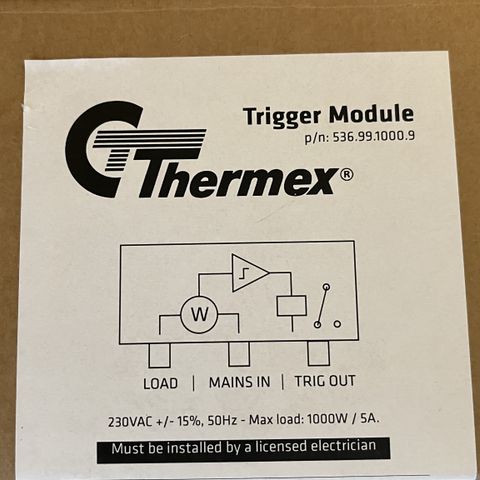 Trigger Module
p/n: 536.99.1000.9
Thermex®
W
LOAD | MAINS IN | TRIG OUT
230VAC +/- 15%, 50Hz - Max load: 1000W / 5A.
Must be installed by a licensed electrician